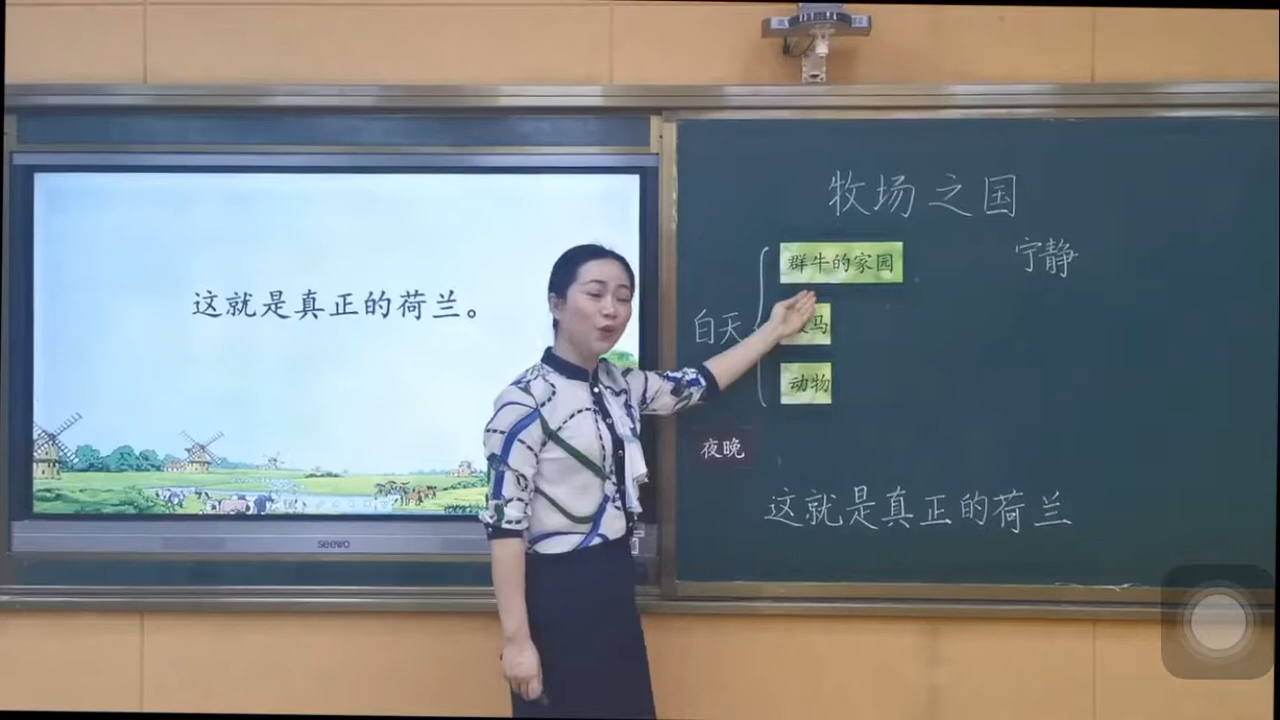 这就是真正的荷兰。
seewo
牧场之国
宁静
白天
群牛的家园
马
动物
夜晚
这就是真正的荷兰